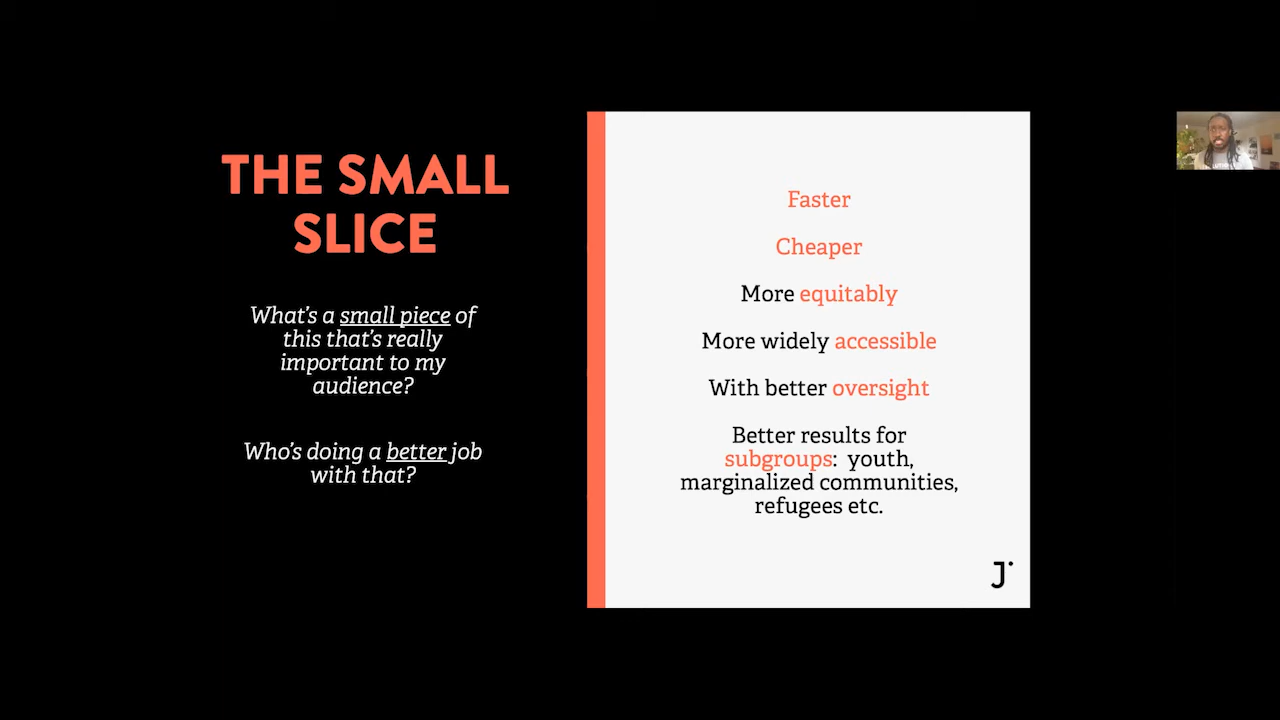 THE SMALL
SLICE
What's a small piece of
this that's really
important to my
audience?
Who's doing a better job
with that?
Faster
Cheaper
More equitably
More widely accessible
With better oversight
Better results for
subgroups: youth,
marginalized communities,
refugees etc.
J